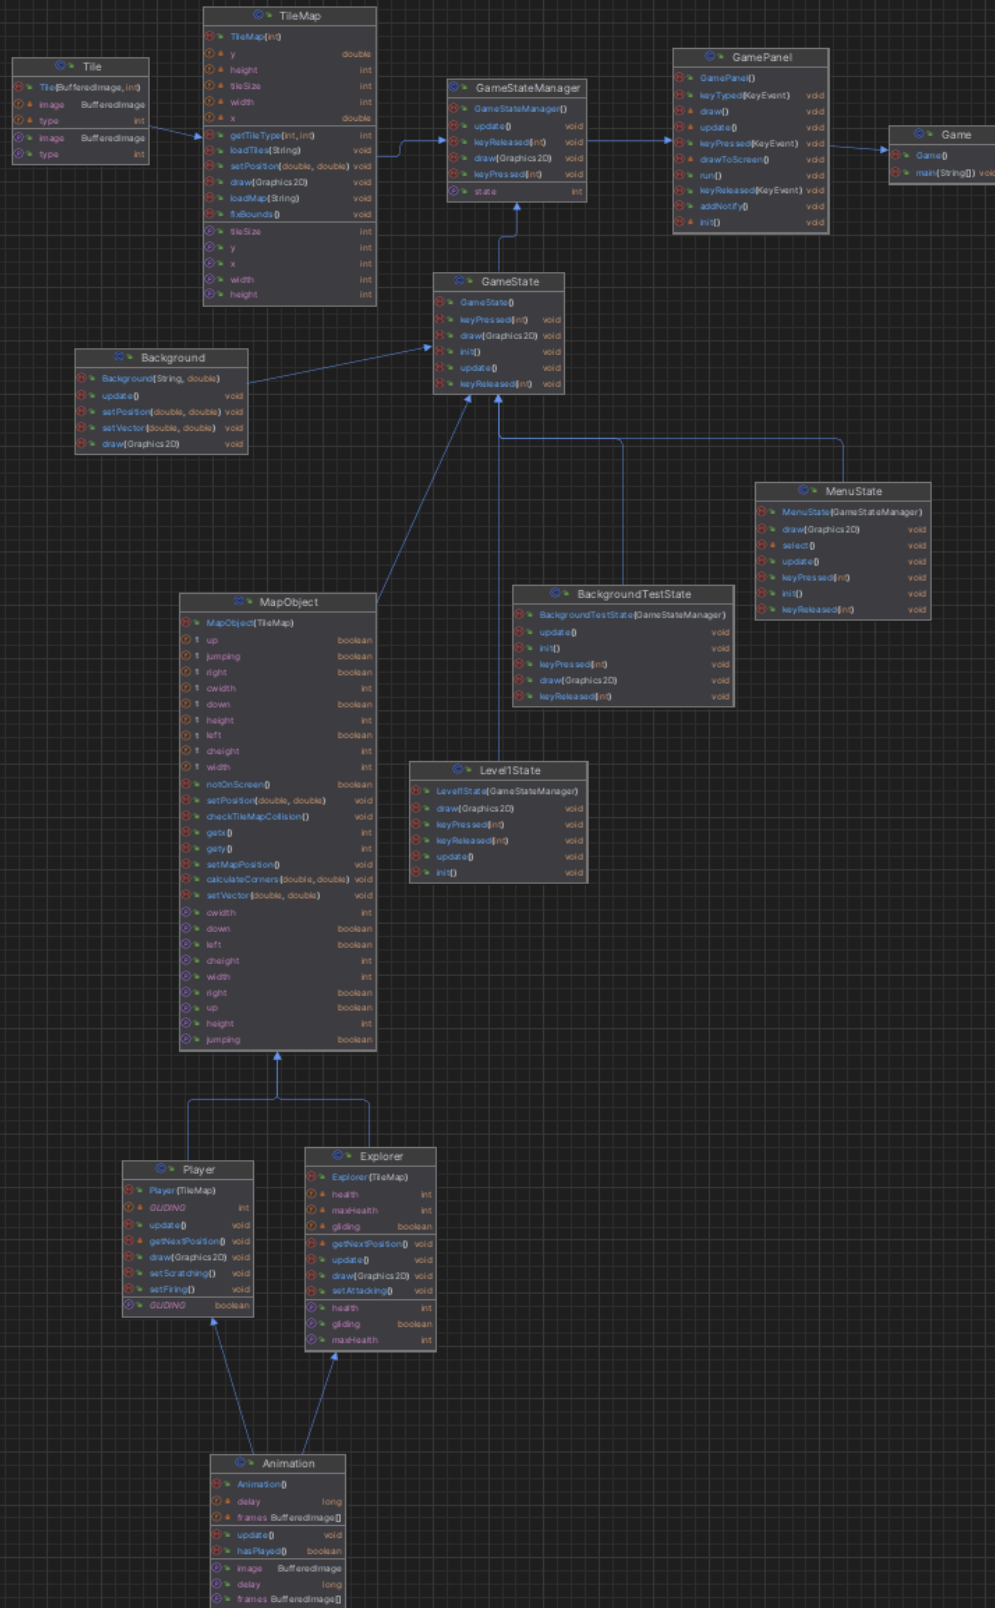 TileMap
TileMap(int)
y double
height int
tileSize int
width int
x double
getTileType(int, int) int
loadTiles(String) void
setPosition(double, double) void
draw(Graphics2D) void
loadMap(String) void
fixBounds() void
tileSize int
y int
x int
width int
height int
Tile
Tile(BufferedImage, int)
image BufferedImage
type int
image BufferedImage
type int
GameStateManager
GameStateManager()
update() void
keyReleased(int) void
draw(Graphics2D) void
keyPressed(int) void
state int
GamePanel
GamePanel()
keyTyped(KeyEvent) void
draw() void
update() void
keyPressed(KeyEvent) void
drawToScreen() void
run() void
keyReleased(KeyEvent) void
addNotify() void
init() void
Game
Game()
main(String[]) void
GameState
GameState()
keyPressed(int) void
draw(Graphics2D) void
init() void
update() void
keyReleased(int) void
Background
Background(String, double)
update() void
setPosition(double, double) void
setVector(double, double) void
draw(Graphics2D) void
MenuState
MenuState(GameStateManager)
draw(Graphics2D) void
select() void
update() void
keyPressed(int) void
init() void
keyReleased(int) void
BackgroundTestState
BackgroundTestState(GameStateManager)
update() void
init() void
keyPressed(int) void
draw(Graphics2D) void
keyReleased(int) void
MapObject
MapObject(TileMap)
up boolean
jumping boolean
right boolean
cwidth int
down boolean
height int
left boolean
cheight int
width int
notOnScreen() boolean
setPosition(double, double) void
checkTileMapCollision() void
getx() int
gety() int
setMapPosition() void
calculateCorners(double, double) void
setVector(double, double) void
cwidth int
down boolean
left boolean
cheight int
width int
right boolean
up boolean
height int
jumping boolean
Level1State
Level1State(GameStateManager)
draw(Graphics2D) void
keyPressed(int) void
keyReleased(int) void
update() void
init() void
Player
Player(TileMap)
GLIDING int
update() void
getNextPosition() void
draw(Graphics2D) void
setScratching() void
setFiring() void
GLIDING boolean
Explorer
Explorer(TileMap)
health int
maxHealth int
gliding boolean
getNextPosition() void
update() void
draw(Graphics2D) void
setAttacking() void
health int
gliding boolean
maxHealth int
Animation
Animation()
delay long
frames BufferedImage[]
update() void
hasPlayed() boolean
image BufferedImage
delay long
frames BufferedImage[]